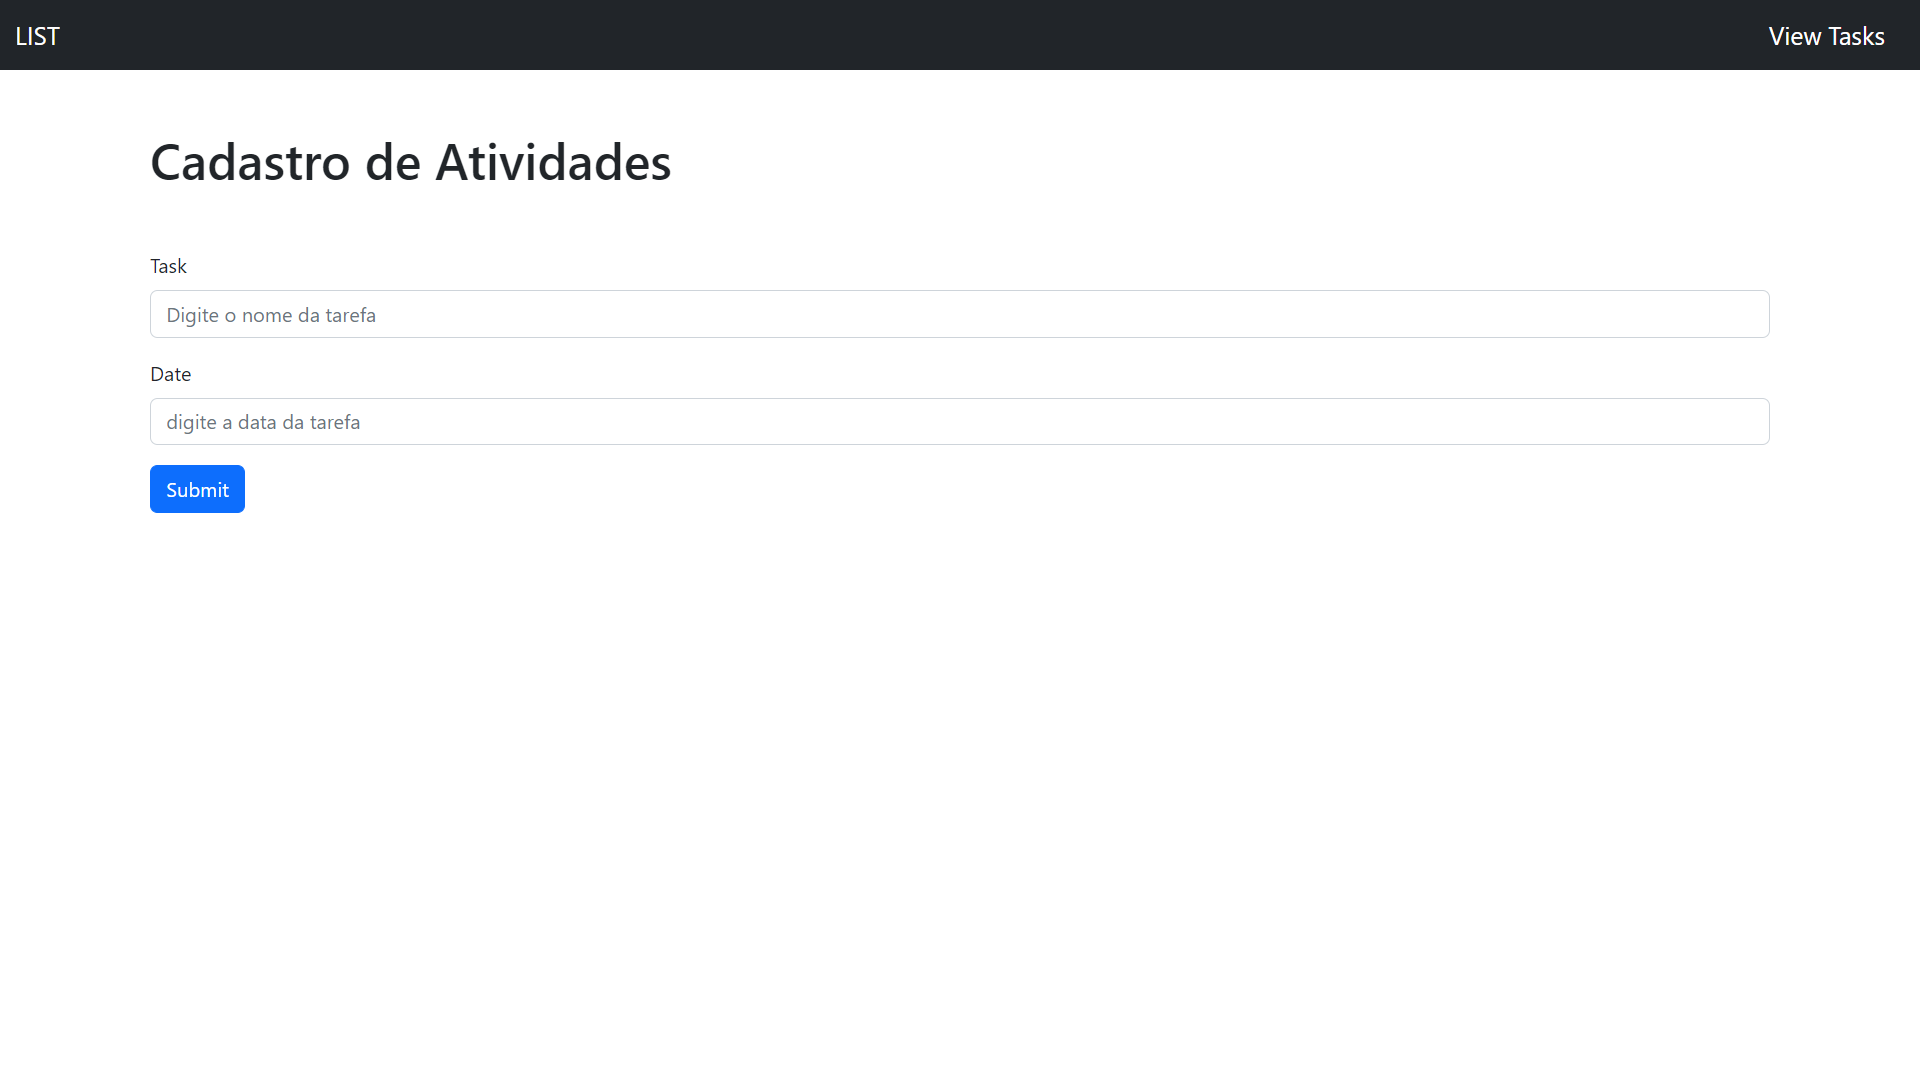 LIST
View Tasks
Cadastro de Atividades
Task
Digite o nome da tarefa
Date
digite a data da tarefa
Submit